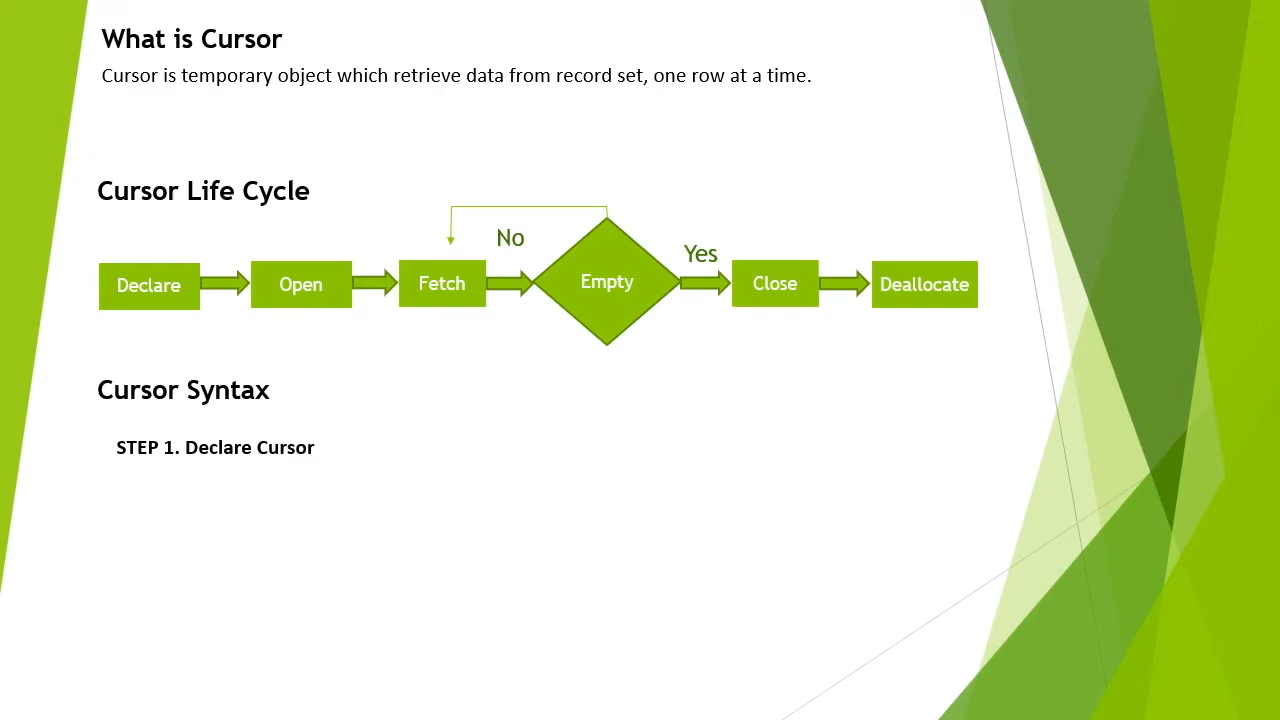 What is Cursor
Cursor is temporary object which retrieve data from record set, one row at a time.
Cursor Life Cycle
No
Yes
Declare
Open
Fetch
Empty
Close
Deallocate
Cursor Syntax
STEP 1. Declare Cursor